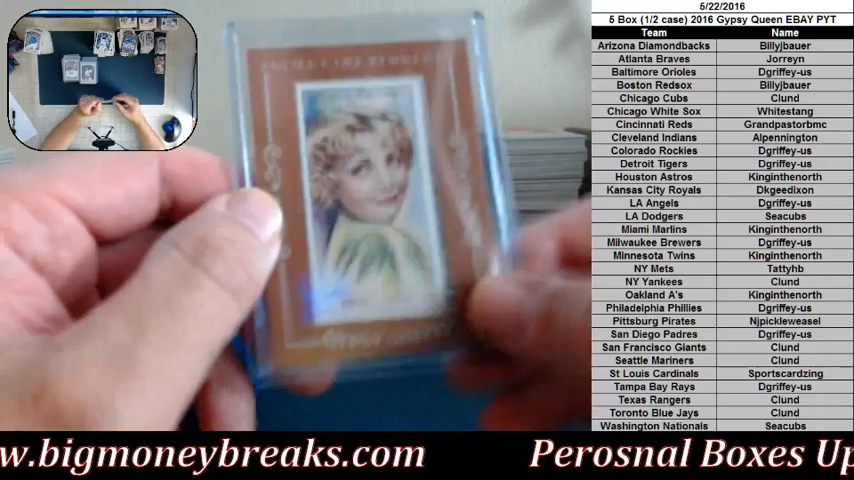 5/22/2016
5 Box (1/2 case) 2016 Gypsy Queen EBAY PYT
Team Name
Arizona Diamondbacks Billyjbauer
Atlanta Braves Jorreyn
Baltimore Orioles Dgriffey-us
Boston Redsox Billyjbauer
Chicago Cubs Clund
Chicago White Sox Whitestang
Cincinnati Reds Grandpastorbmc
Cleveland Indians Alpennington
Colorado Rockies Dgriffey-us
Detroit Tigers Dgriffey-us
Houston Astros Kinginthenorth
Kansas City Royals Dkgeedixon
LA Angels Dgriffey-us
LA Dodgers Seacubs
Miami Marlins Kinginthenorth
Milwaukee Brewers Dgriffey-us
Minnesota Twins Kinginthenorth
NY Mets Tattyhb
NY Yankees Clund
Oakland A's Kinginthenorth
Philadelphia Phillies Dgriffey-us
Pittsburg Pirates Njpickleweasel
San Diego Padres Dgriffey-us
San Francisco Giants Clund
Seattle Mariners Clund
St Louis Cardinals Sportscardzing
Tampa Bay Rays Dgriffey-us
Texas Rangers Clund
Toronto Blue Jays Clund
Washington Nationals Seacubs
w.bigmoneybreaks.com Perosnal Boxes Up